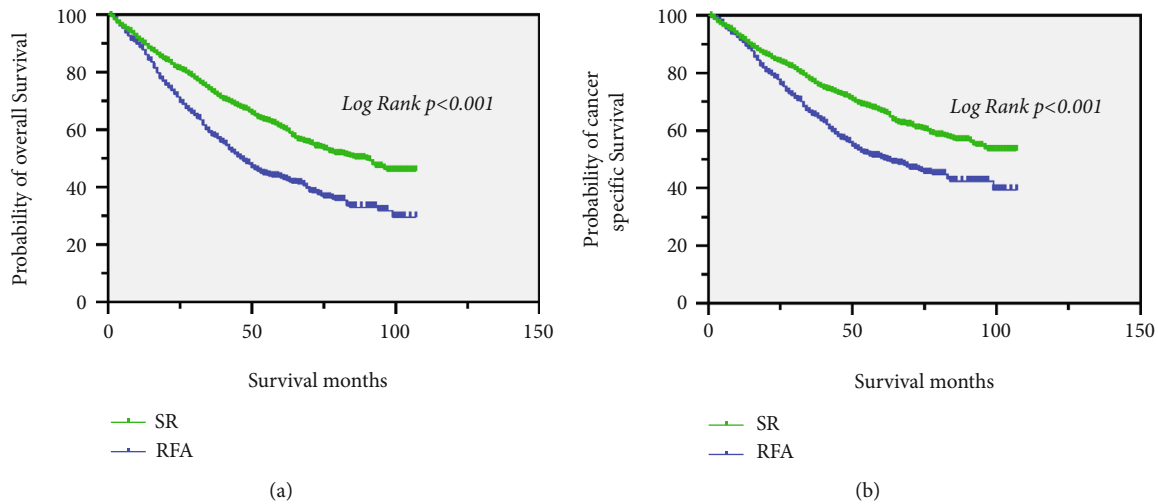 100
80
60
40
20
0
Probability of overall Survival
Log Rank p<0.001
0 50 100 150
Survival months
SR
RFA
(a)
100
80
60
40
20
0
Probability of cancer
specific Survival
Log Rank p<0.001
0 50 100 150
Survival months
SR
RFA
(b)